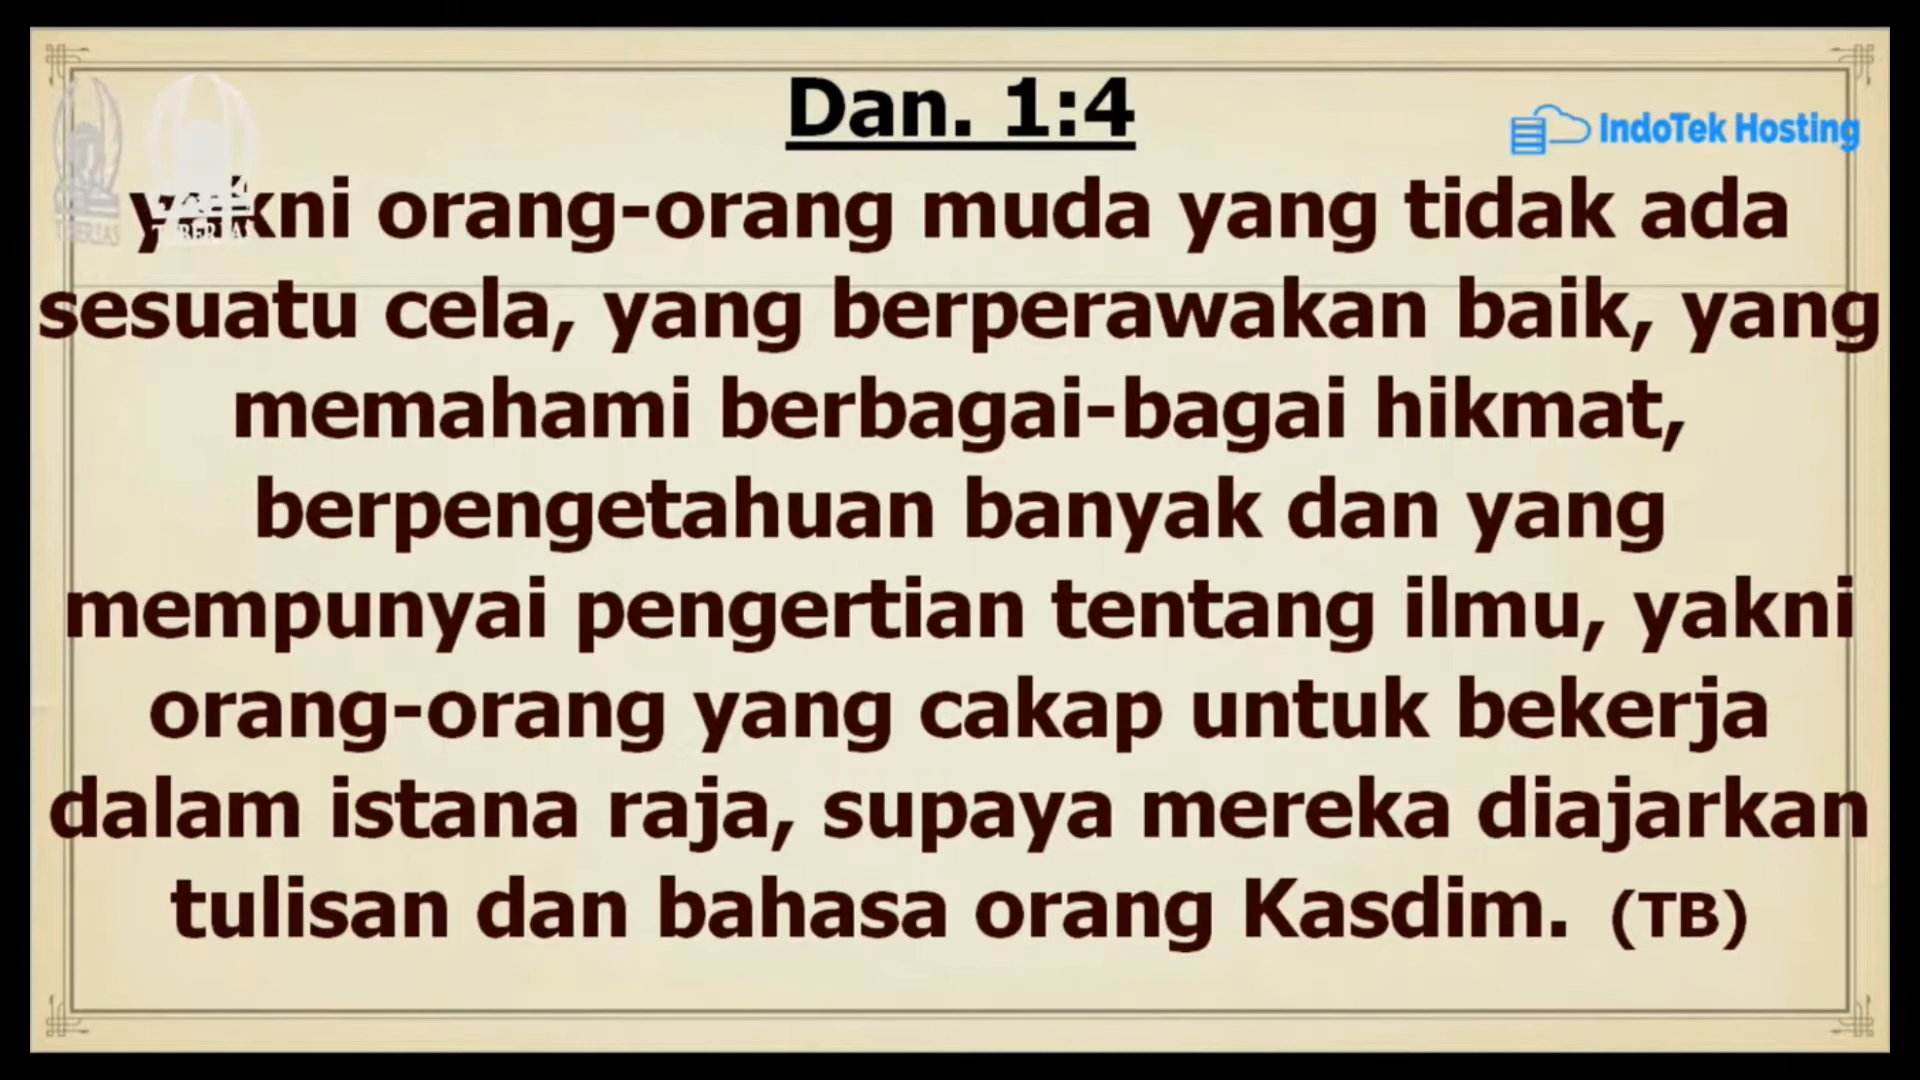 Dan. 1:4
IndoTek Hosting
yakni orang-orang muda yang tidak ada
sesuatu cela, yang berperawakan baik, yang
memahami berbagai-bagai hikmat,
berpengetahuan banyak dan yang
mempunyai pengertian tentang ilmu, yakni
orang-orang yang cakap untuk bekerja
dalam istana raja, supaya mereka diajarkan
tulisan dan bahasa orang Kasdim. (TB)
TIBERIAS